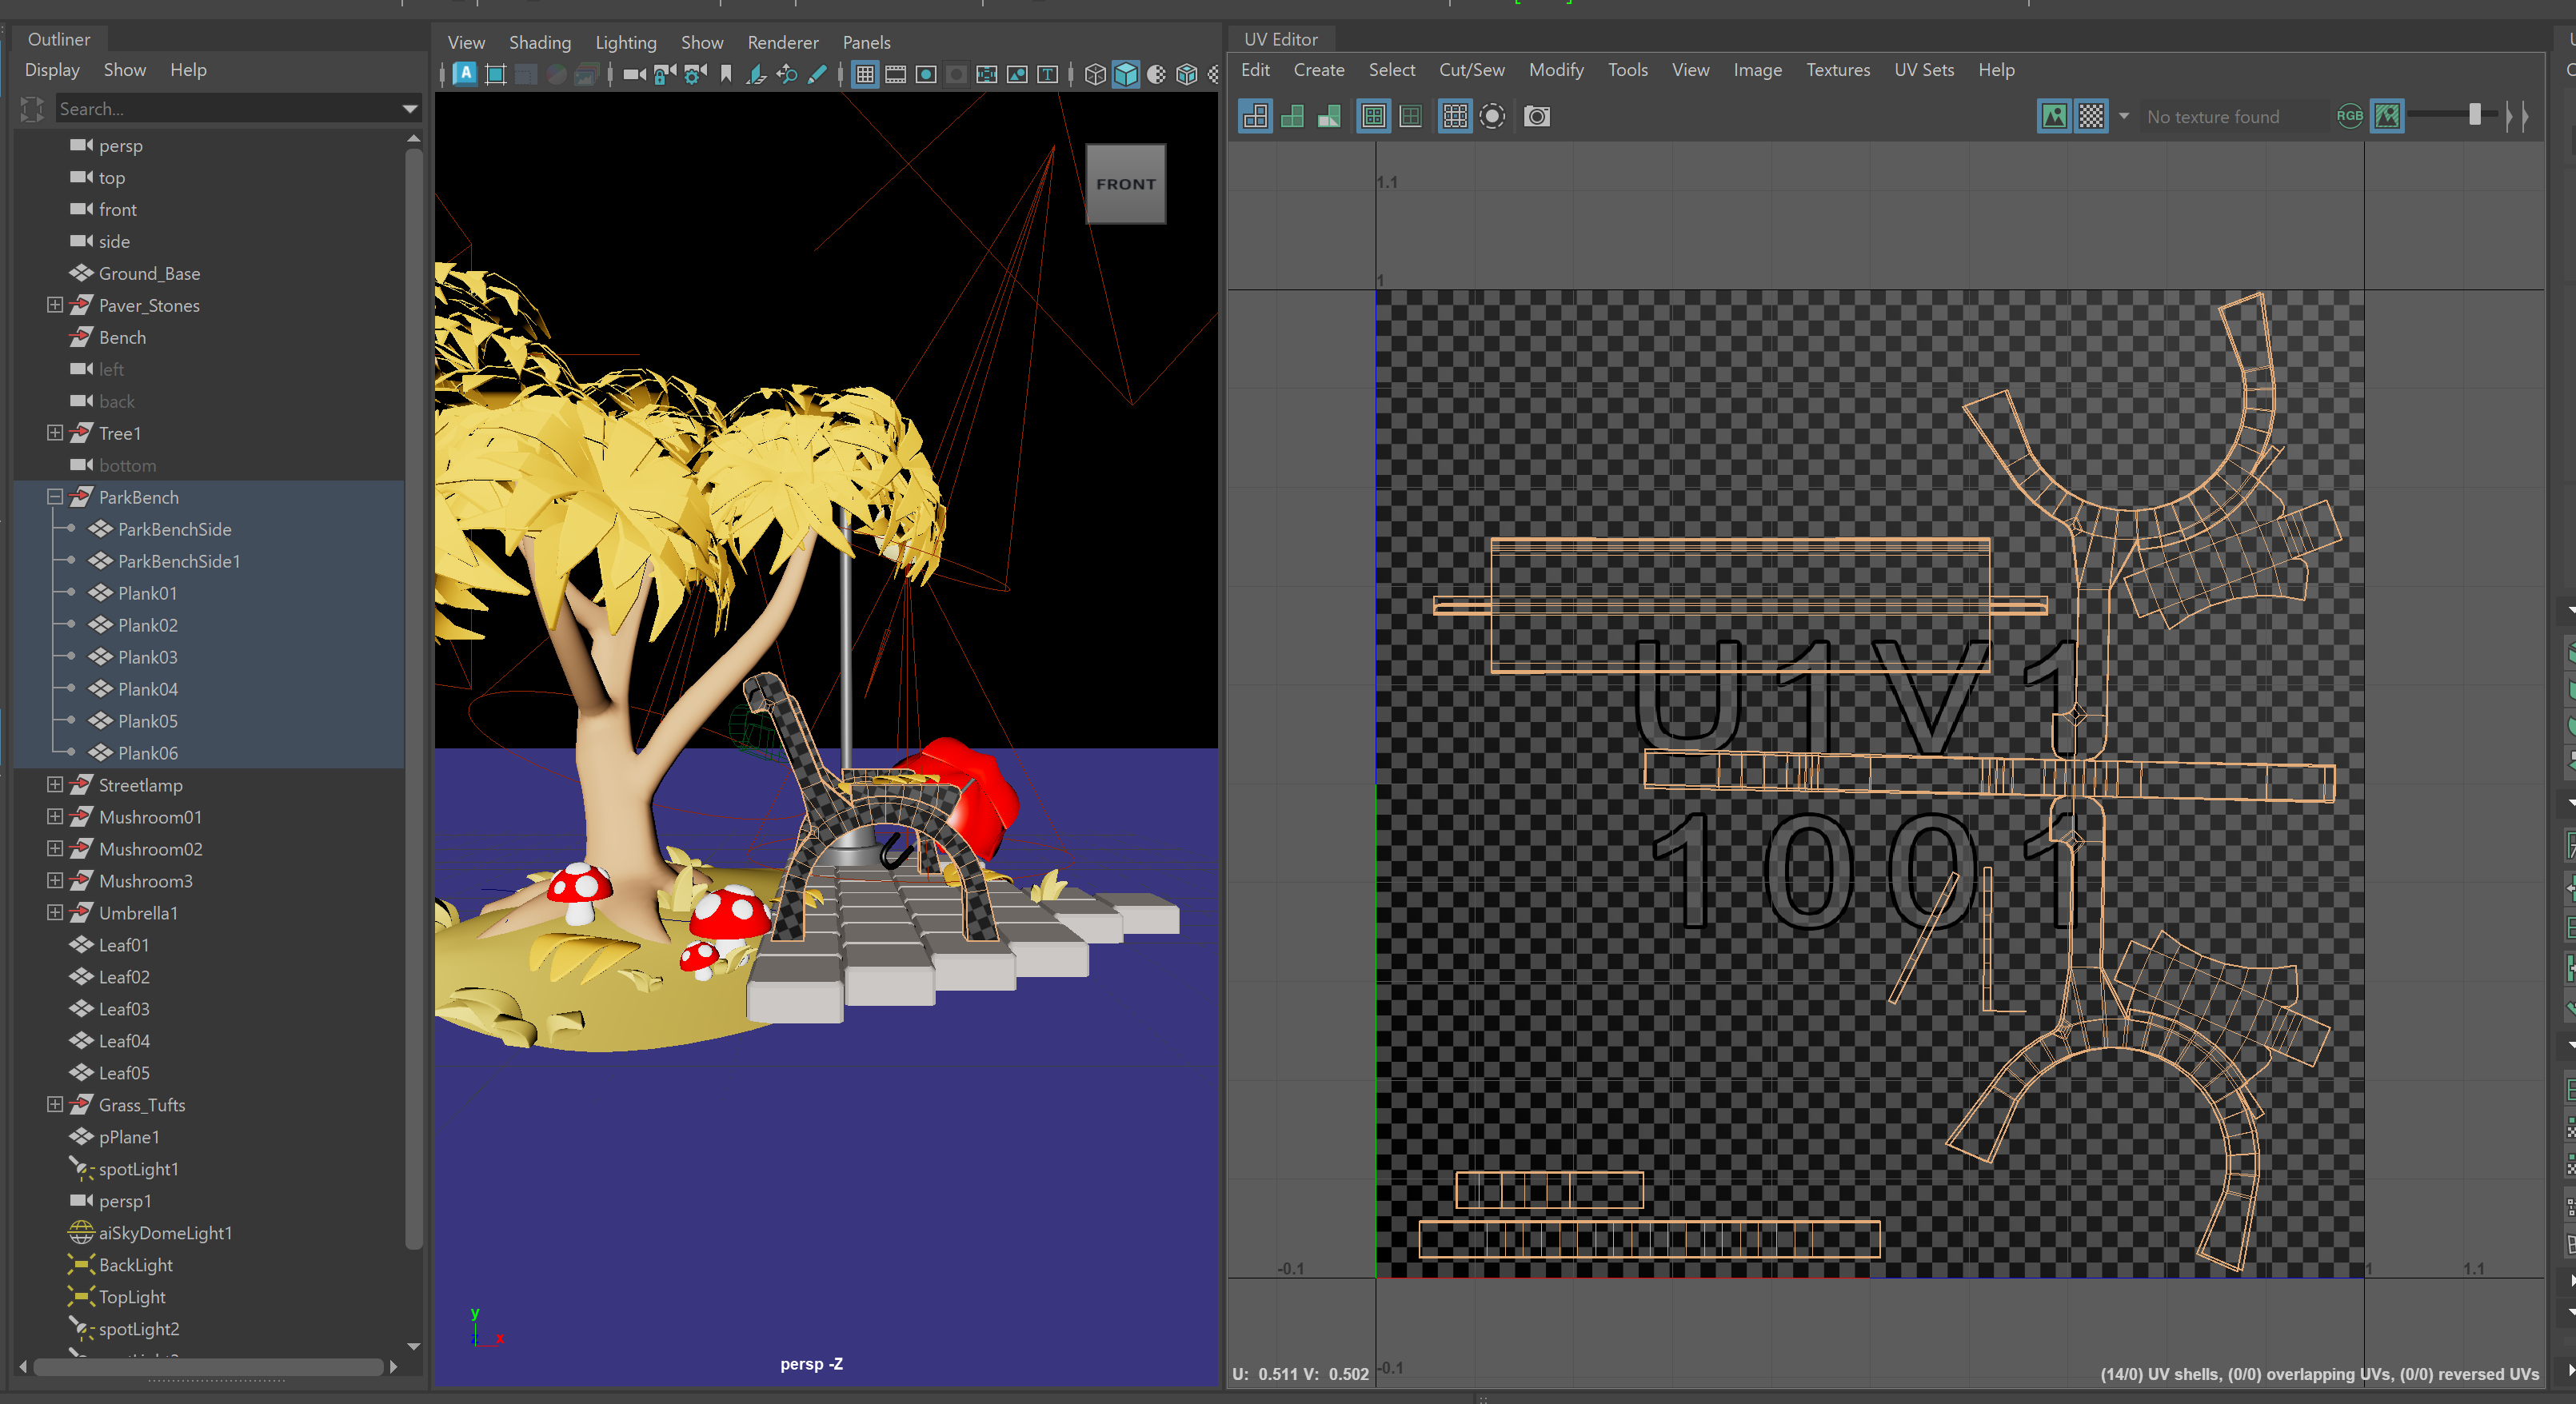 Outliner
Display Show Help
Search...
persp
top
front
side
Ground_Base
Paver_Stones
Bench
left
back
Tree1
bottom
ParkBench
ParkBenchSide
ParkBenchSide1
Plank01
Plank02
Plank03
Plank04
Plank05
Plank06
Streetlamp
Mushroom01
Mushroom02
Mushroom3
Umbrella1
Leaf01
Leaf02
Leaf03
Leaf04
Leaf05
Grass_Tufts
pPlane1
spotLight1
persp1
aiSkyDomeLight1
BackLight
TopLight
spotLight2
View Shading Lighting Show Renderer Panels
A
T
FRONT
y
z x
persp -Z
UV Editor
Edit Create Select Cut/Sew Modify Tools View Image Textures UV Sets Help
No texture found
RGB
1.1
1
U1V1
1001
-0.1
1
1.1
-0.1
U: 0.511 V: 0.502
(14/0) UV shells, (0/0) overlapping UVs, (0/0) reversed UVs